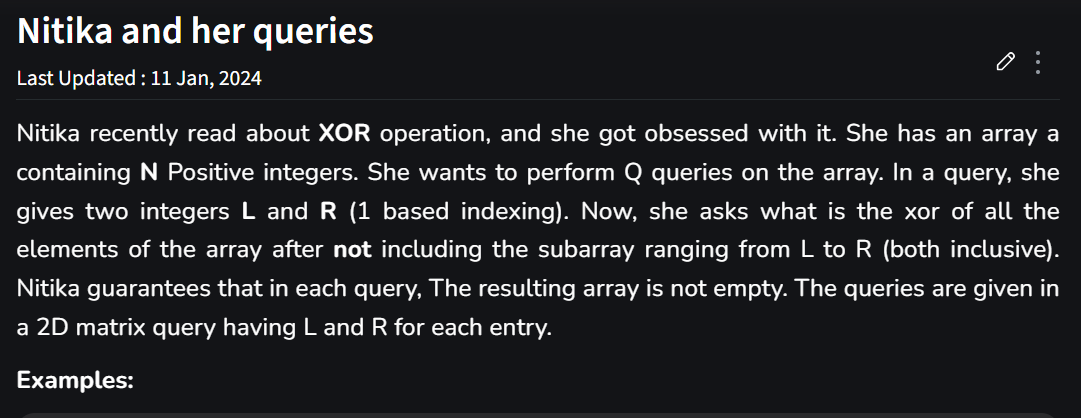 Nitika and her queries
Last Updated : 11 Jan, 2024
Nitika recently read about XOR operation, and she got obsessed with it. She has an array a
containing N Positive integers. She wants to perform Q queries on the array. In a query, she
gives two integers L and R (1 based indexing). Now, she asks what is the xor of all the
elements of the array after not including the subarray ranging from L to R (both inclusive).
Nitika guarantees that in each query, The resulting array is not empty. The queries are given in
a 2D matrix query having L and R for each entry.
Examples: